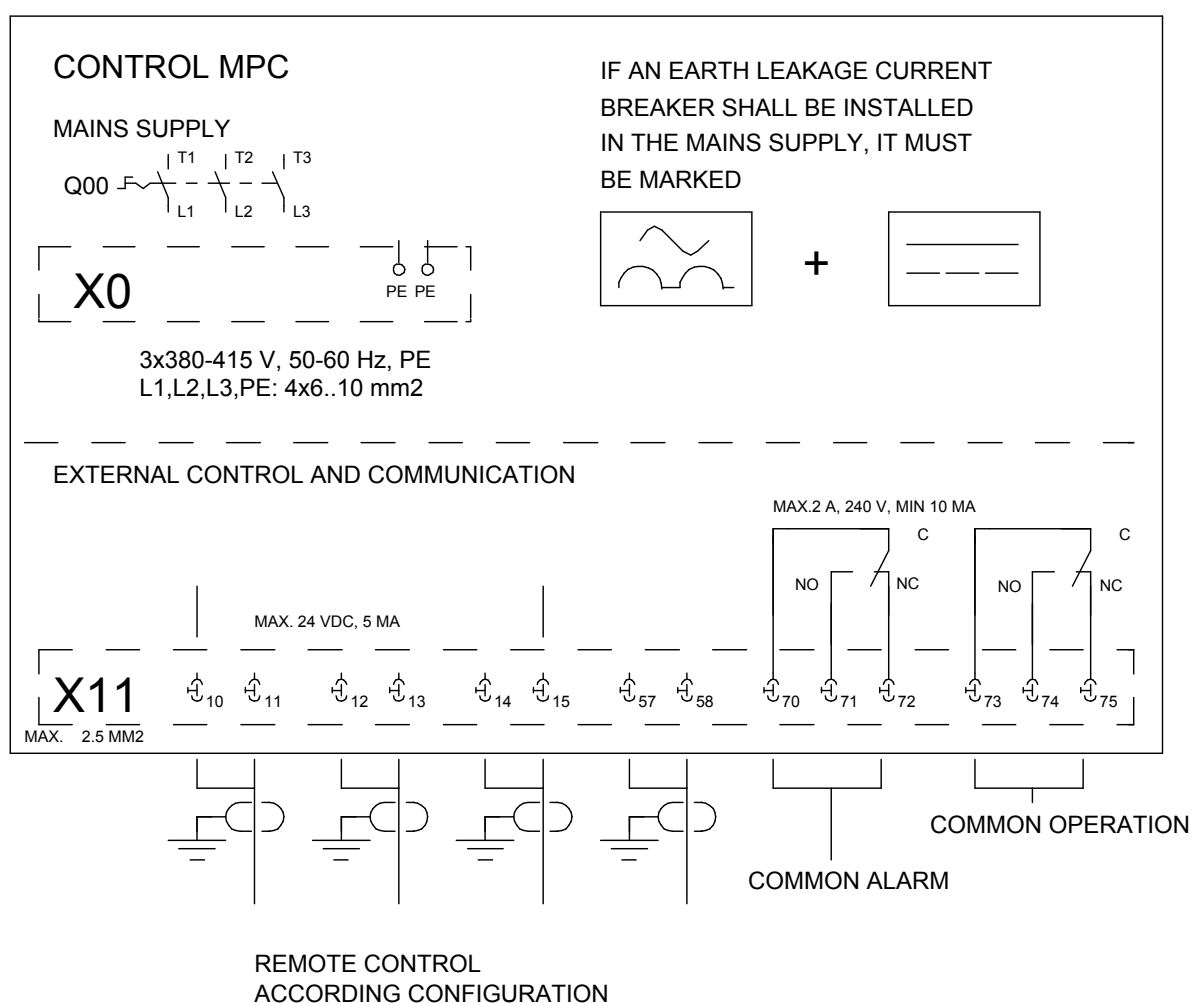 CONTROL MPC
MAINS SUPPLY
T1 T2 T3
Q00
L1 L2 L3
X0
PE PE
3x380-415 V, 50-60 Hz, PE
L1,L2,L3,PE: 4x6..10 mm2
IF AN EARTH LEAKAGE CURRENT
BREAKER SHALL BE INSTALLED
IN THE MAINS SUPPLY, IT MUST
BE MARKED
+
EXTERNAL CONTROL AND COMMUNICATION
MAX.2 A, 240 V, MIN 10 MA
C C
NO NC NO NC
MAX. 24 VDC, 5 MA
X11
10 11 12 13 14 15 57 58 70 71 72 73 74 75
MAX. 2.5 MM2
COMMON OPERATION
COMMON ALARM
REMOTE CONTROL
ACCORDING CONFIGURATION